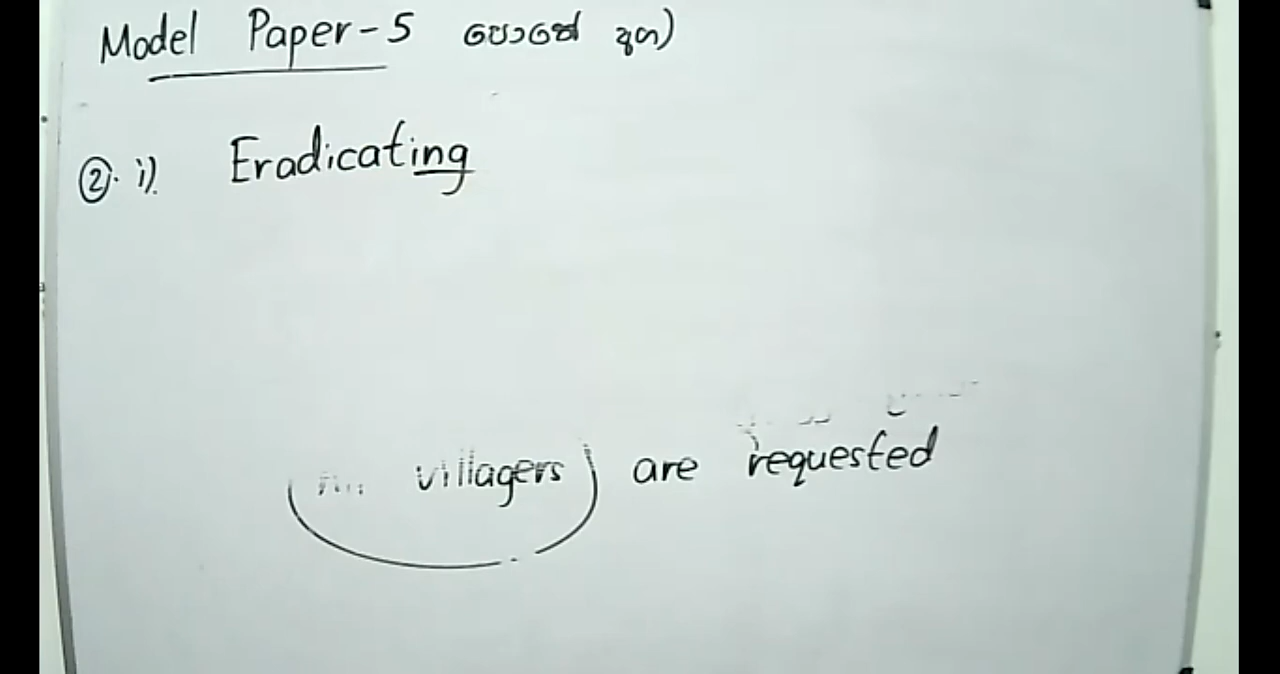 Model Paper-5 පොතේ දාා)
②. i). Eradicating
villagers) are requested